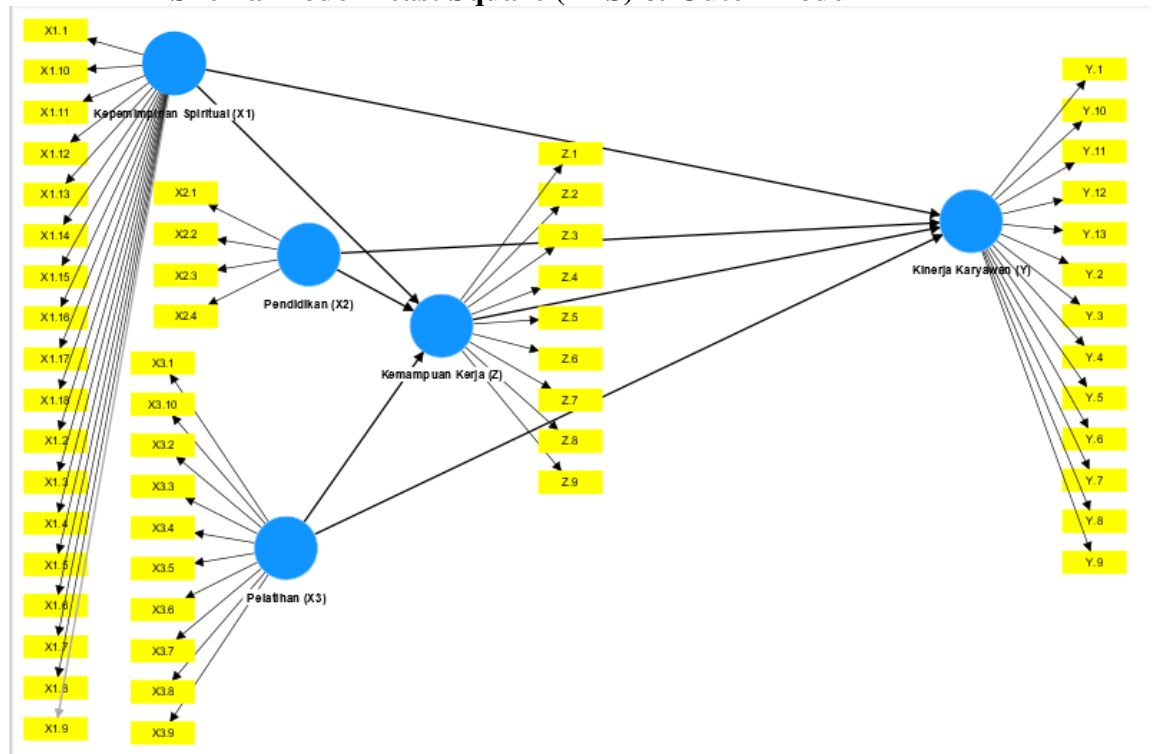 Least Square (PLS) & Outer Model
X1.1
X1.10
X1.11
Kepemimpinan Spiritual (X1)
X1.12
X1.13
X1.14
X1.15
X1.16
X1.17
X1.18
X1.2
X1.3
X1.4
X1.5
X1.6
X1.7
X1.8
X1.9
X2.1
X2.2
X2.3
X2.4
Pendidikan (X2)
X3.1
X3.10
X3.2
X3.3
X3.4
X3.5
X3.6
X3.7
X3.8
X3.9
Pelatihan (X3)
Kemampuan Kerja (Z)
Z.1
Z.2
Z.3
Z.4
Z.5
Z.6
Z.7
Z.8
Z.9
Kinerja Karyawan (Y)
Y.1
Y.10
Y.11
Y.12
Y.13
Y.2
Y.3
Y.4
Y.5
Y.6
Y.7
Y.8
Y.9